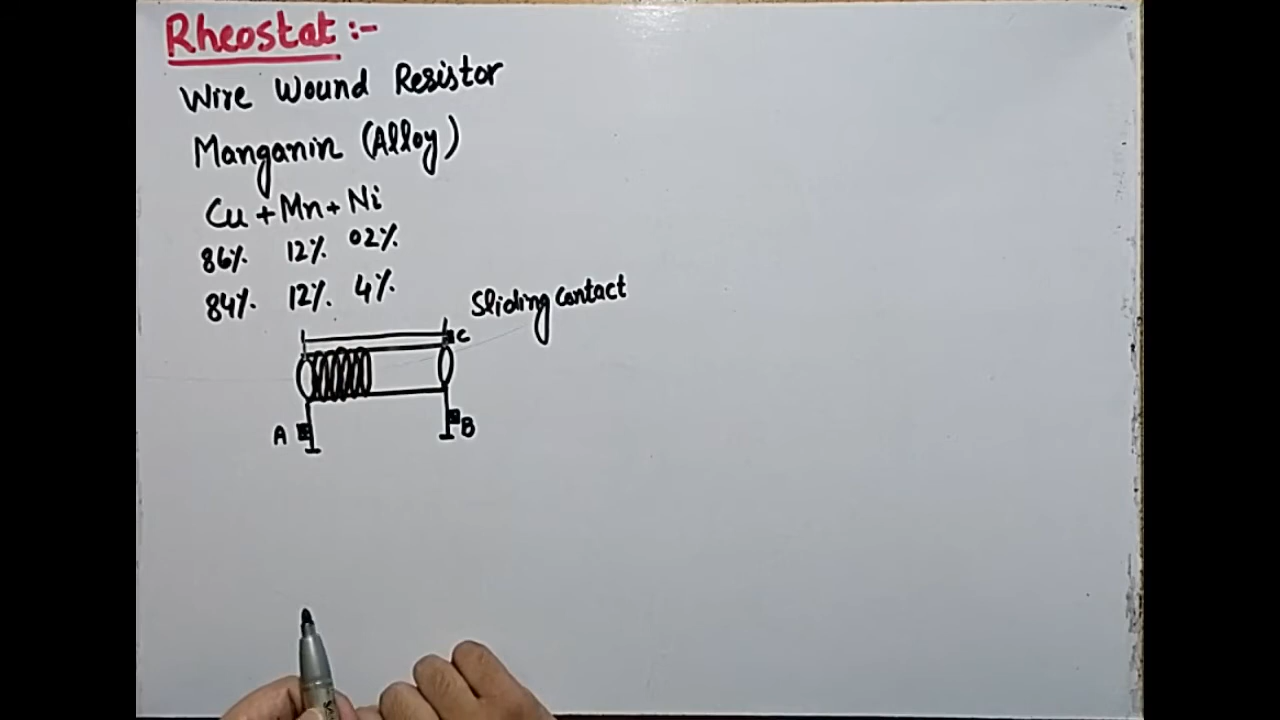 Rheostat :-
Wire Wound Resistor
Manganin (Alloy)
Cu + Mn + Ni
86% 12% 02%
84% 12% 4%
Sliding Contact
C
A
B